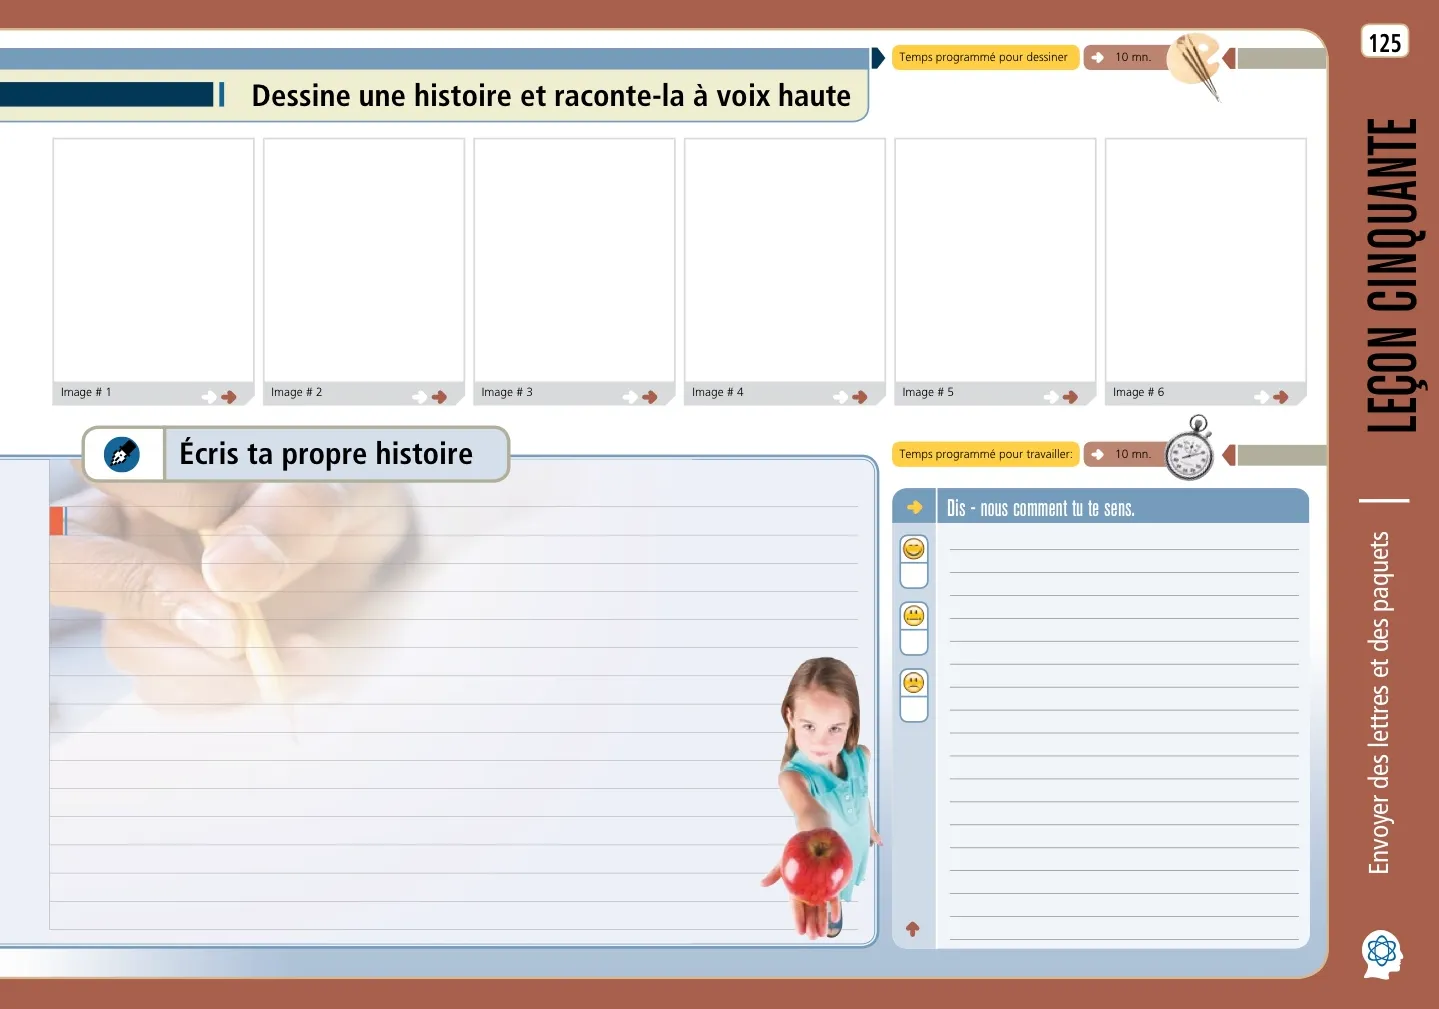 125
Temps programmé pour dessiner
10 mn.
Dessine une histoire et raconte-la à voix haute
Image # 1
Image # 2
Image # 3
Image # 4
Image # 5
Image # 6
Écris ta propre histoire
Temps programmé pour travailler:
10 mn.
Dis - nous comment tu te sens.
LEÇON CINQUANTE
Envoyer des lettres et des paquets